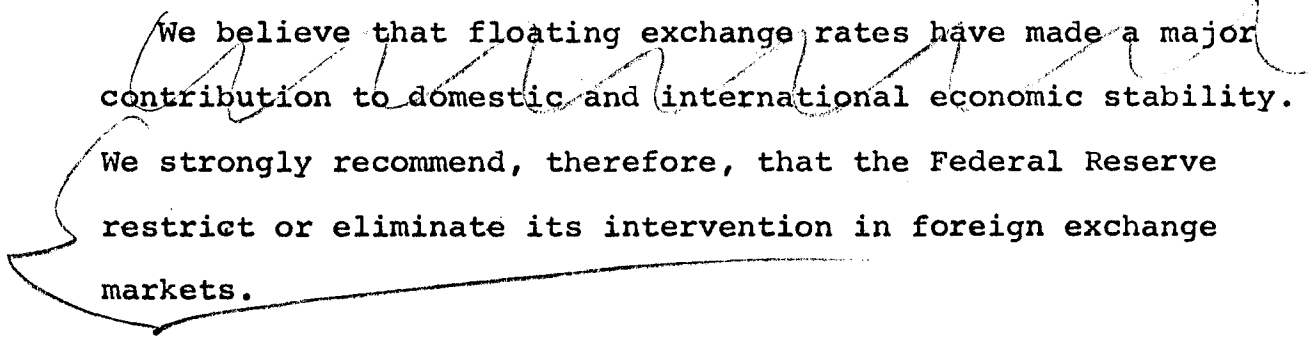 We believe that floating exchange rates have made a major
contribution to domestic and international economic stability.
We strongly recommend, therefore, that the Federal Reserve
restrict or eliminate its intervention in foreign exchange
markets.